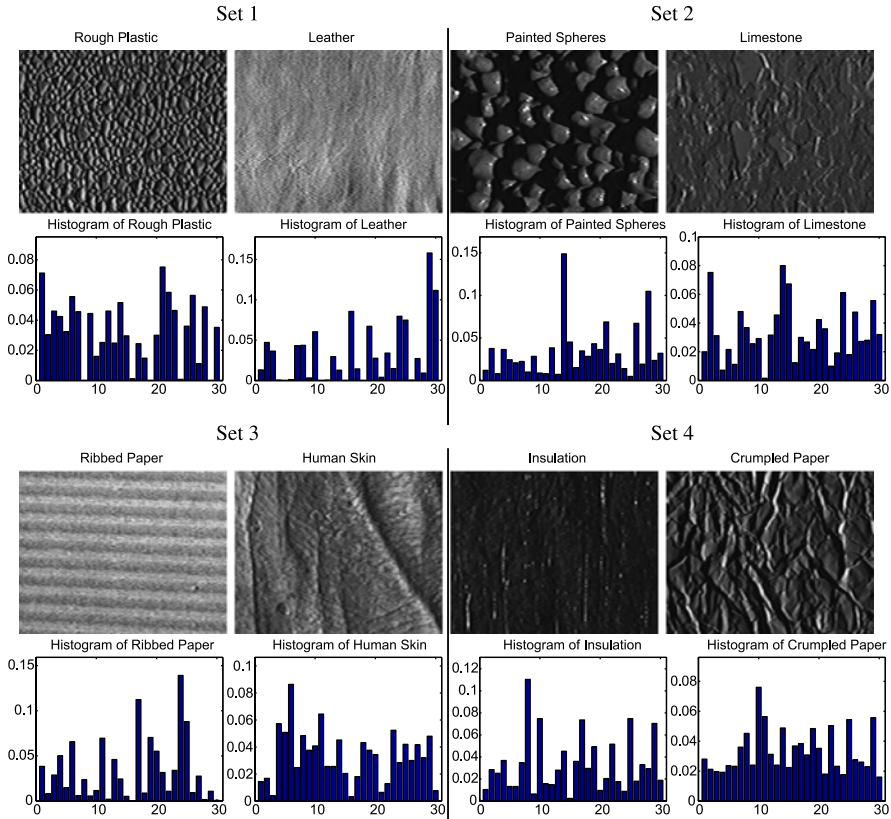 Set 1
Set 2
Rough Plastic
Leather
Painted Spheres
Limestone
Histogram of Rough Plastic
Histogram of Leather
Histogram of Painted Spheres
Histogram of Limestone
0.08
0.06
0.04
0.02
0
0 10 20 30
0.15
0.1
0.05
0
0 10 20 30
0.15
0.1
0.05
0
0 10 20 30
0.1
0.08
0.06
0.04
0.02
0
0 10 20 30
Set 3
Set 4
Ribbed Paper
Human Skin
Insulation
Crumpled Paper
Histogram of Ribbed Paper
Histogram of Human Skin
Histogram of Insulation
Histogram of Crumpled Paper
0.15
0.1
0.05
0
0 10 20 30
0.1
0.08
0.06
0.04
0.02
0
0 10 20 30
0.12
0.1
0.07
0.05
0.02
0
0 10 20 30
0.08
0.06
0.04
0.02
0
0 10 20 30